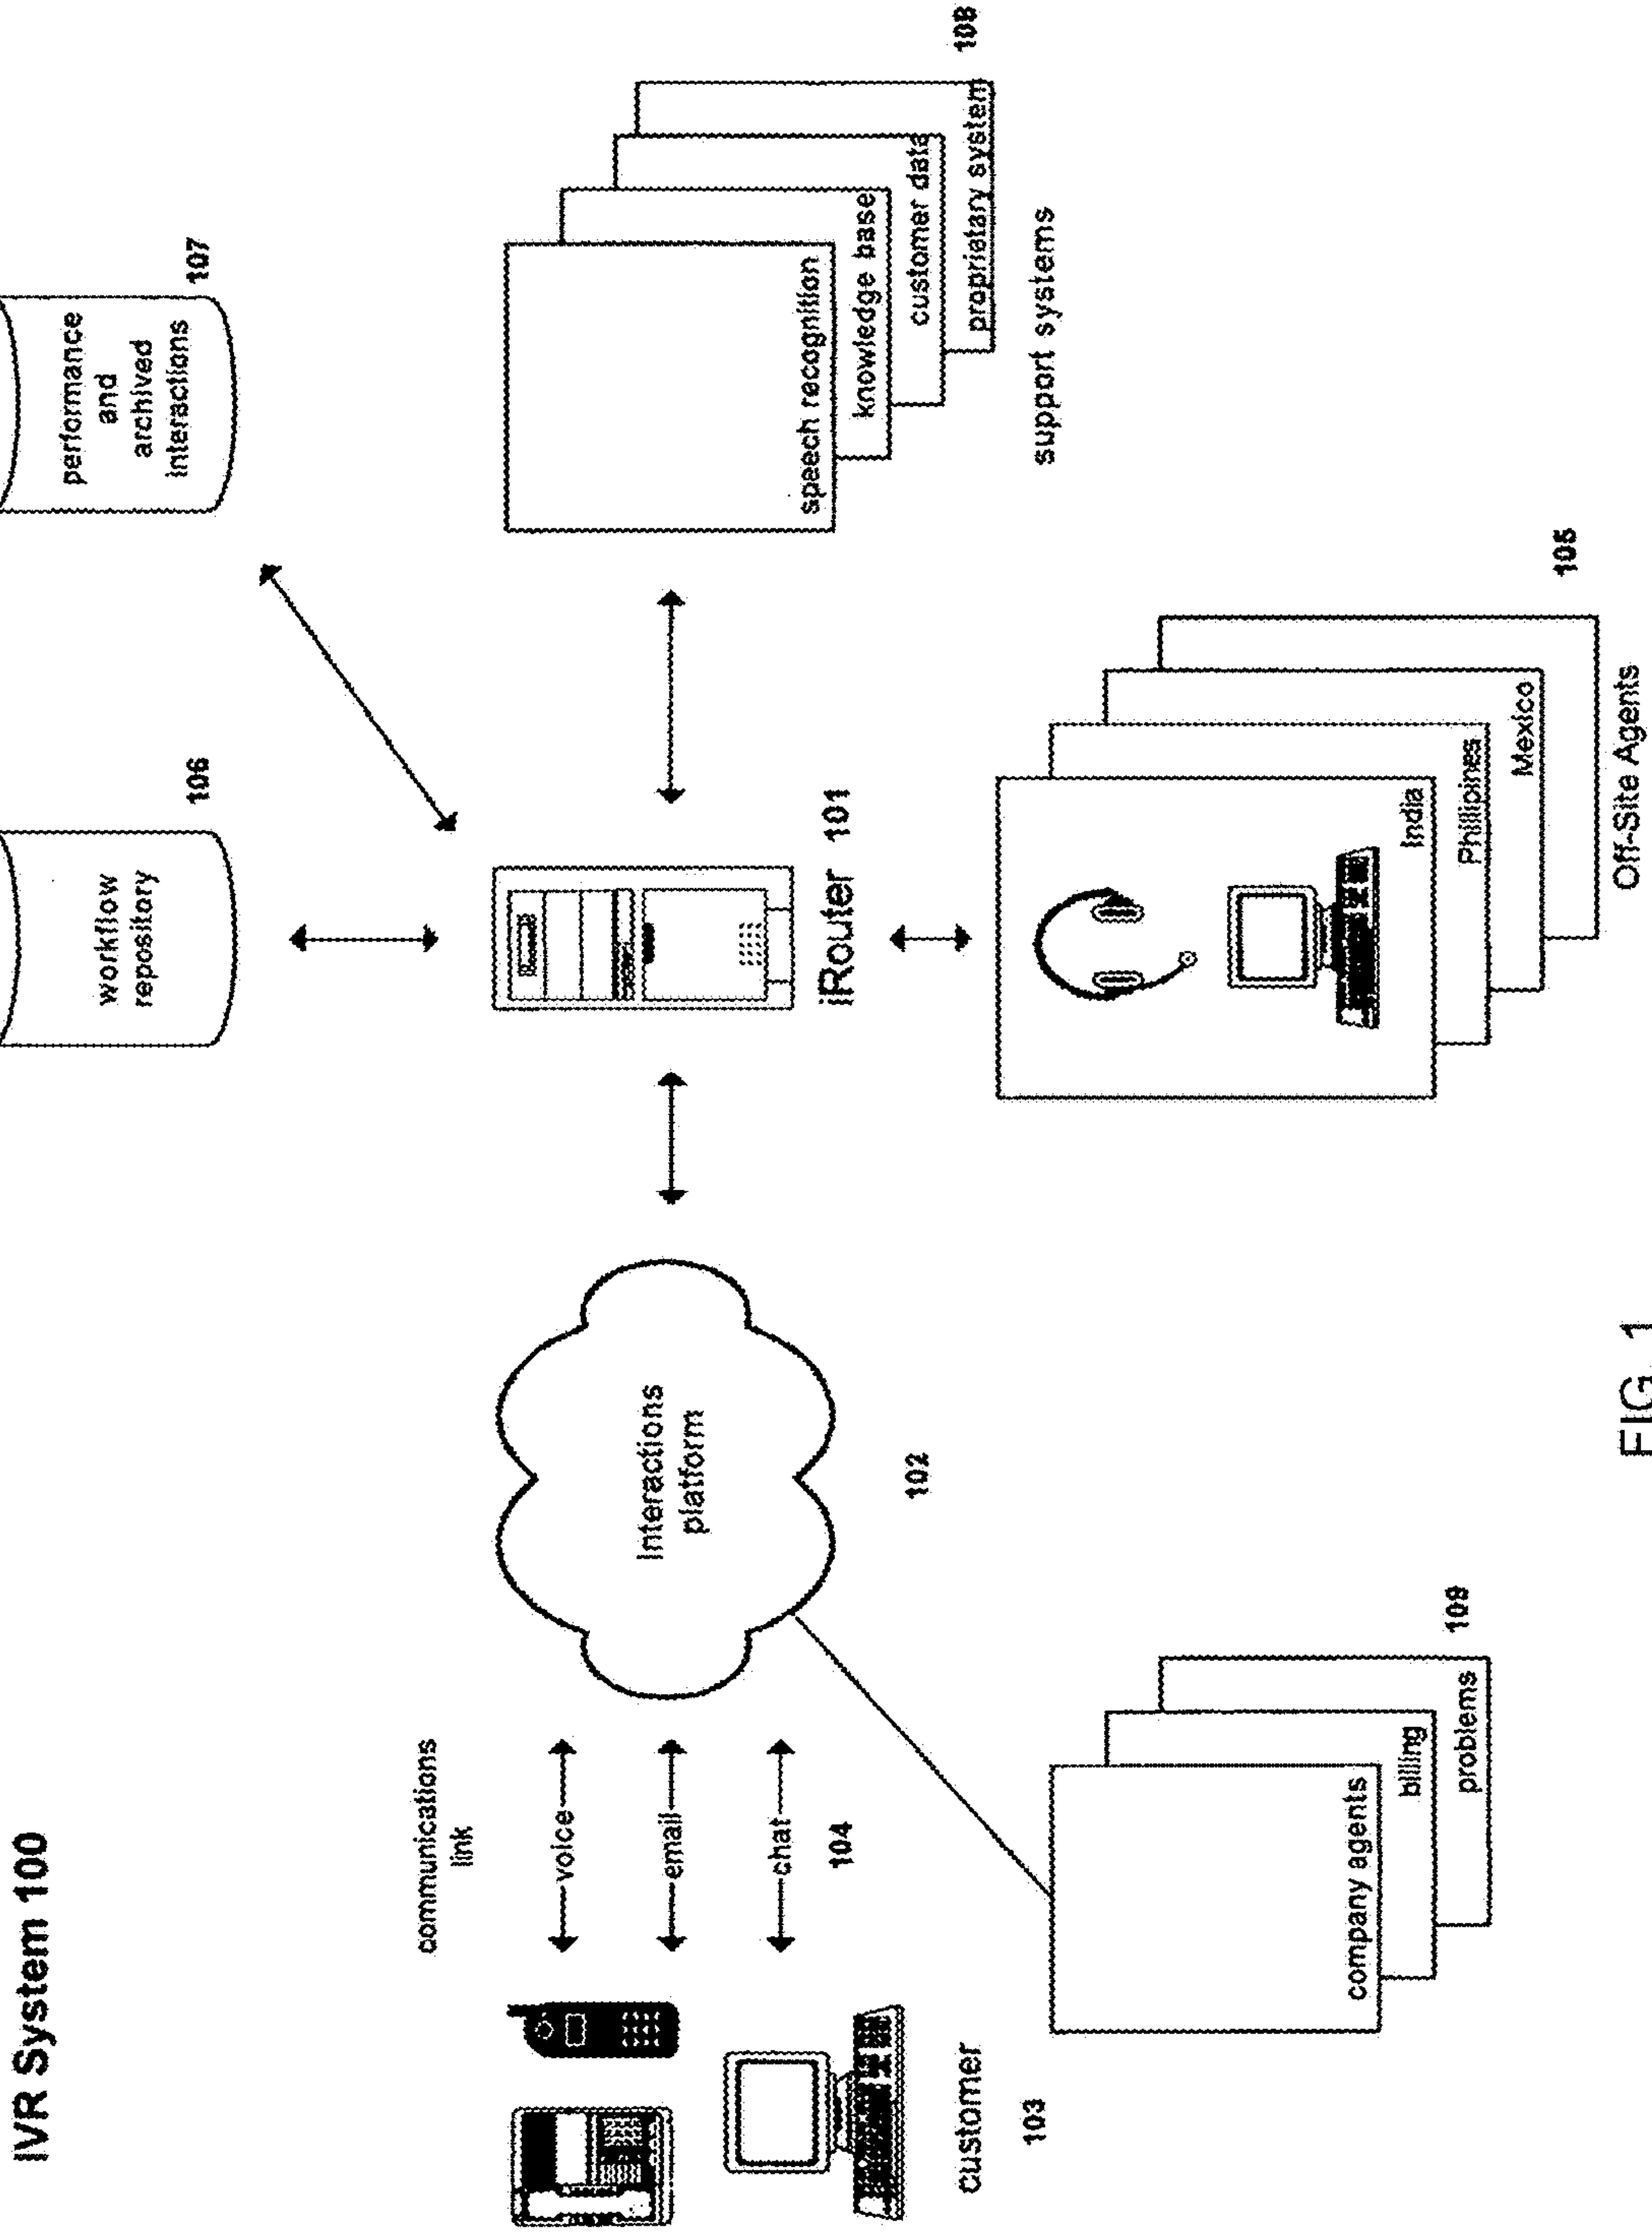 IVR System 100
workflow
repository
106
performance
and
archived
interactions
107
communications
link
voice
email
chat
104
customer
103
Interactions
platform
102
iRouter 101
speech recognition
knowledge base
customer data
proprietary system
108
support systems
company agents
billing
problems
109
India
Phillipines
Mexico
105
Off-Site Agents
FIG. 1